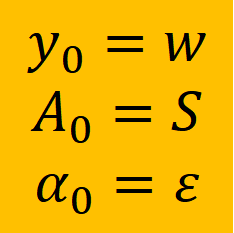 y₀ = w
A₀ = S
α₀ = ε